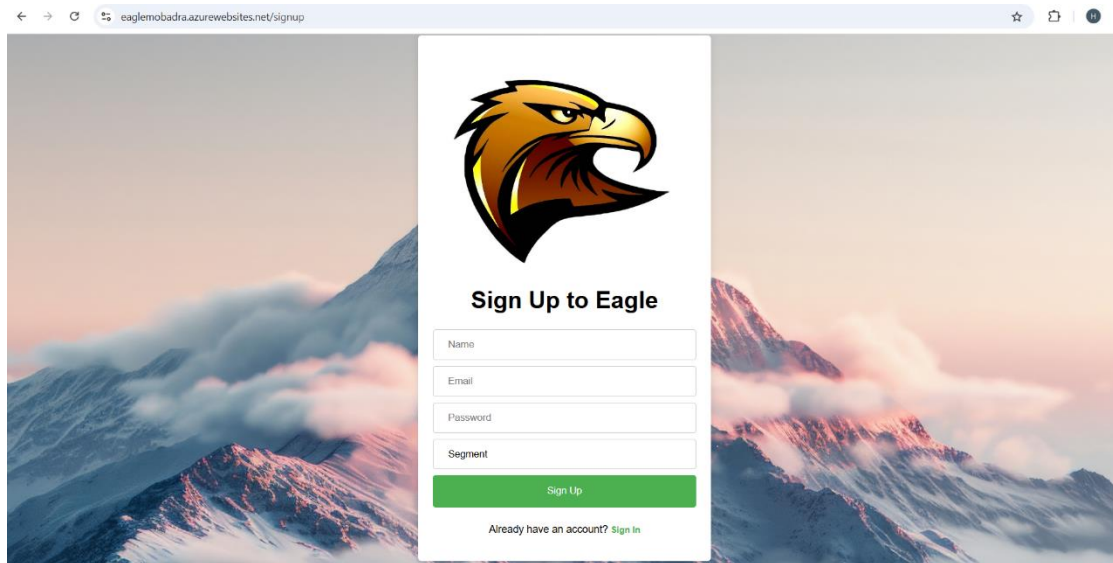 eaglemobadra.azurewebsites.net/signup
H
Sign Up to Eagle
Name
Email
Password
Segment
Sign Up
Already have an account? Sign In